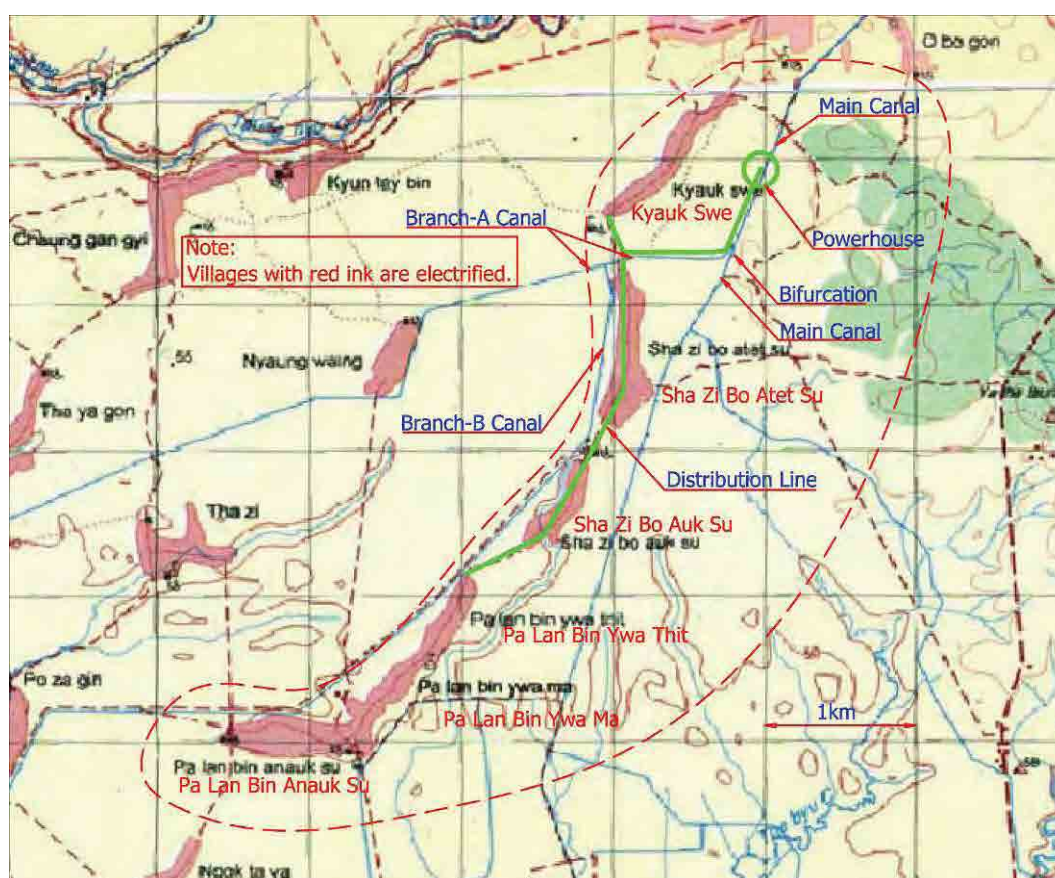 O ba gon
Main Canal
Kyun tay bin
Kyauk swe
Branch-A Canal
Kyauk Swe
Chaung gan gyi
Note:
Villages with red ink are electrified.
Powerhouse
Bifurcation
Main Canal
Nyaung waing
55
Sha zi bo atet su
Tha ya gon
Sha Zi Bo Atet Su
Branch-B Canal
Distribution Line
Tha zi
Sha Zi Bo Auk Su
Sha zi bo auk su
53
Pa lan bin ywa thit
Pa Lan Bin Ywa Thit
50
Po za gin
Pa lan bin ywa ma
Pa Lan Bin Ywa Ma
1km
Pa lan bin anauk su
Pa Lan Bin Anauk Su
Ngok ta ya